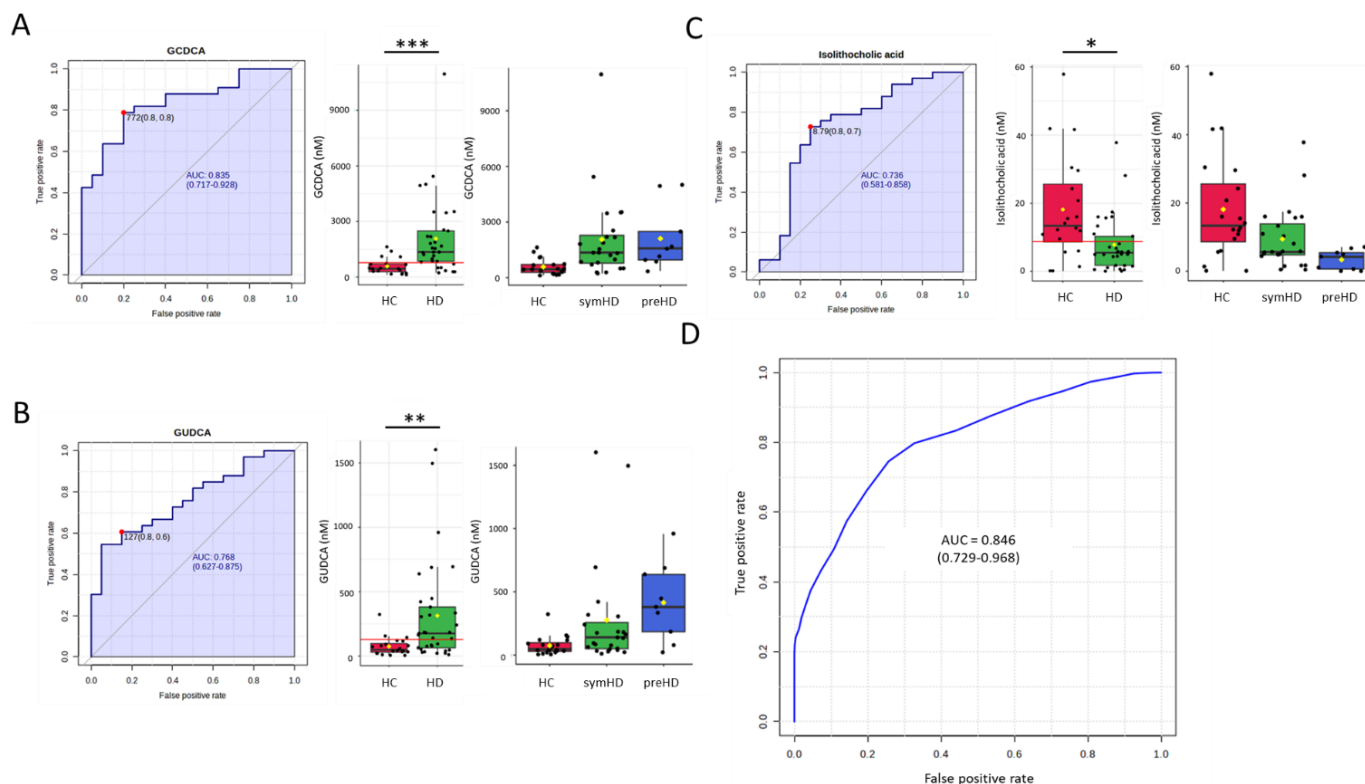 A
GCDCA
True positive rate
1.0
0.8
0.6
0.4
0.2
0.0
772(0.8, 0.8)
AUC: 0.835
(0.717-0.928)
0.0 0.2 0.4 0.6 0.8 1.0
False positive rate
***
GCDCA (nM)
9000
6000
3000
0
HC HD
GCDCA (nM)
9000
6000
3000
0
HC symHD preHD
C
Isolithocholic acid
True positive rate
1.0
0.8
0.6
0.4
0.2
0.0
8.79(0.8, 0.7)
AUC: 0.736
(0.581-0.858)
0.0 0.2 0.4 0.6 0.8 1.0
False positive rate
*
Isolithocholic acid (nM)
60
40
20
0
HC HD
Isolithocholic acid (nM)
60
40
20
0
HC symHD preHD
B
GUDCA
True positive rate
1.0
0.8
0.6
0.4
0.2
0.0
127(0.8, 0.6)
AUC: 0.768
(0.627-0.875)
0.0 0.2 0.4 0.6 0.8 1.0
False positive rate
**
GUDCA (nM)
1500
1000
500
0
HC HD
GUDCA (nM)
1500
1000
500
0
HC symHD preHD
D
True positive rate
1.0
0.8
0.6
0.4
0.2
0.0
AUC = 0.846
(0.729-0.968)
0.0 0.2 0.4 0.6 0.8 1.0
False positive rate